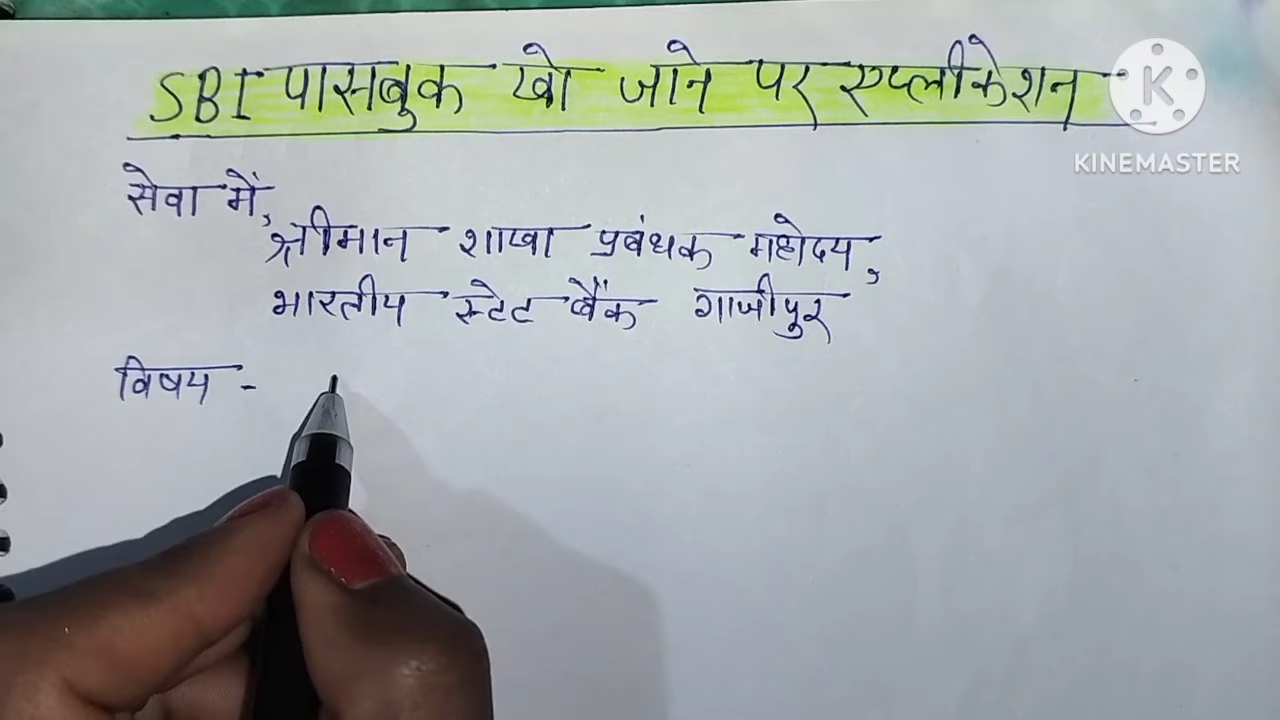 SBI पासबुक खो जाने पर एप्लीकेशन
K
KINEMASTER
सेवा में,
श्रीमान शाखा प्रबंधक महोदय,
भारतीय स्टेट बैंक गाजीपुर
विषय -